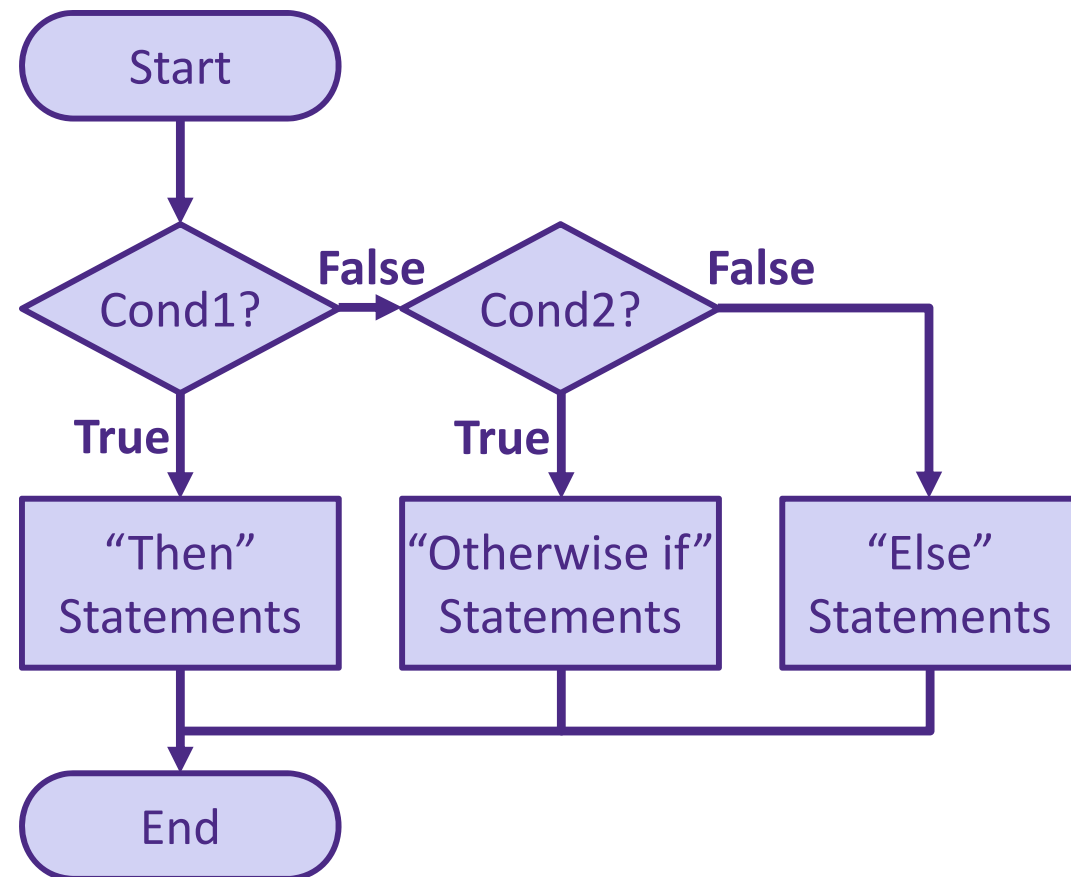 Start
False
False
Cond1?
Cond2?
True
True
“Then”
Statements
“Otherwise if”
Statements
“Else”
Statements
End